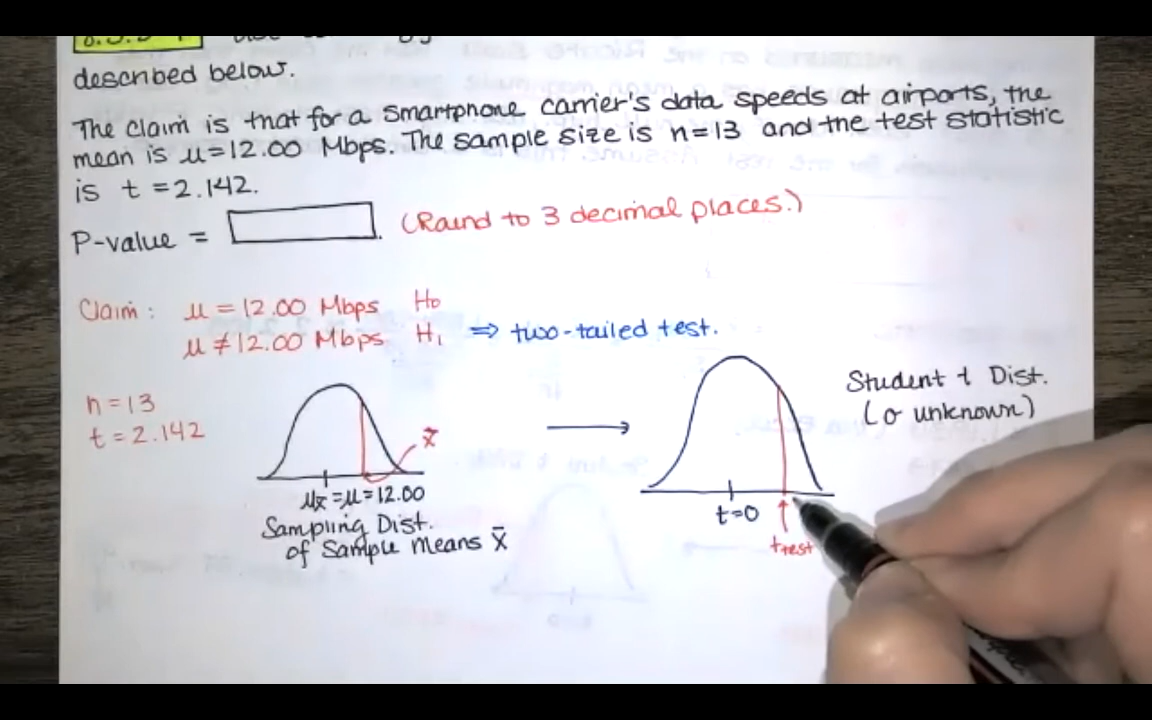 described below.
The claim is that for a smartphone carrier's data speeds at airports, the
mean is μ=12.00 Mbps. The sample size is n=13 and the test statistic
is t=2.142.
P-value = (Round to 3 decimal places.)
Claim: μ = 12.00 Mbps H₀
μ ≠ 12.00 Mbps H₁ ⇒ two-tailed test.
n=13
t = 2.142
x̄
μx̄ = μ = 12.00
Sampling Dist.
of Sample Means x̄
t=0
t test
Student t Dist.
(σ unknown)